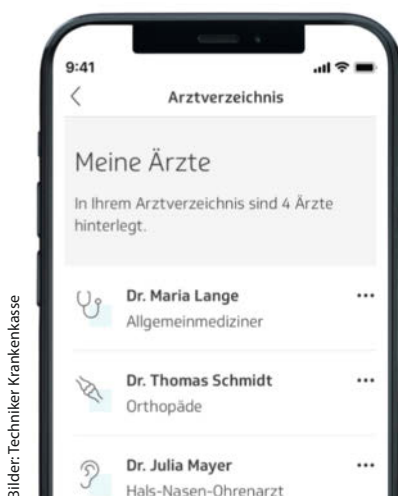 9:41
Arztverzeichnis
Meine Ärzte
In Ihrem Arztverzeichnis sind 4 Ärzte
hinterlegt.
Dr. Maria Lange
Allgemeinmediziner
Dr. Thomas Schmidt
Orthopäde
Dr. Julia Mayer
Hals-Nasen-Ohrenarzt
Bilder: Techniker Krankenkasse